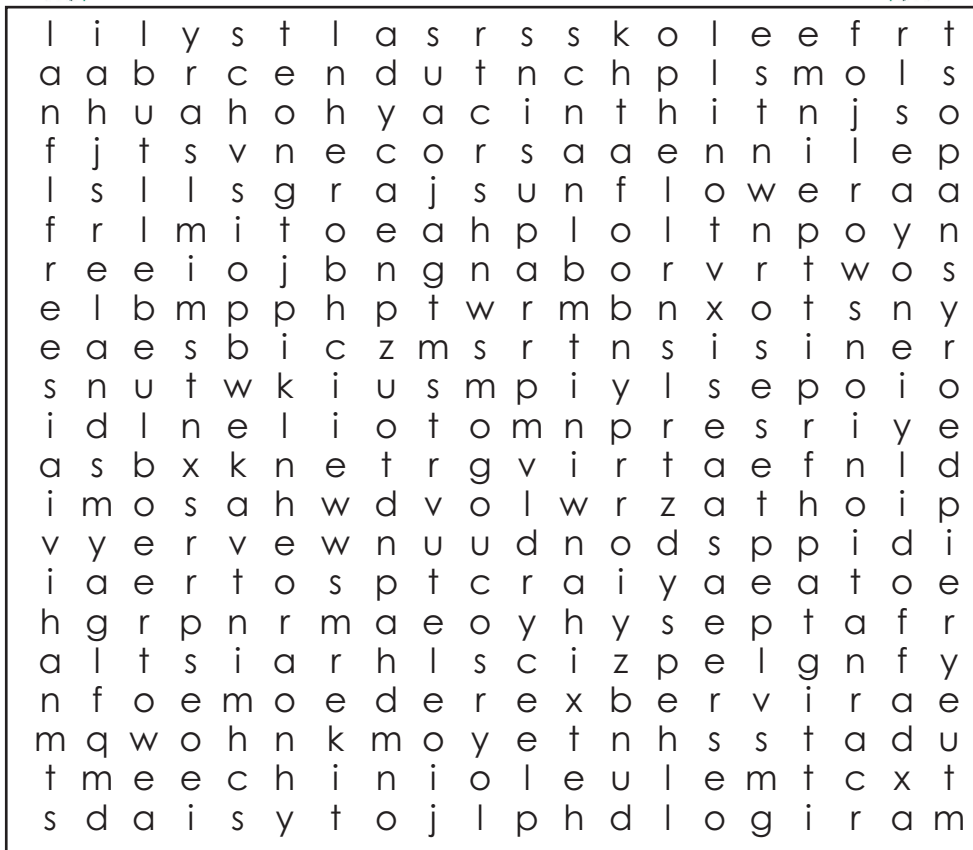 l i l y s t l a s r s s k o l e e f r t
a a b r c e n d u t n c h p l s m o l s
n h u a h o h y a c i n t h i t n j s o
f j t s v n e c o r s a a e n n i l e p
l s l l s g r a j s u n f l o w e r a a
f r l m i t o e a h p l o l t n p o y n
r e e i o j b n g n a b o r v r t w o s
e l b m p p h p t w r m b n x o t s n y
e a e s b i c z m s r t n s i s i n e r
s n u t w k i u s m p i y l s e p o i o
i d l n e l i o t o m n p r e s r i y e
a s b x k n e t r g v i r t a e f n l d
i m o s a h w d v o l w r z a t h o i p
v y e r v e w n u u d n o d s p p i d i
i a e r t o s p t c r a i y a e a t o e
h g r p n r m a e o y h y s e p t a f r
a l t s i a r h l s c i z p e l g n f y
n f o e m o e d e r e x b e r v i r a e
m q w o h n k m o y e t n h s s t a d u
t m e e c h i n i o l e u l e m t c x t
s d a i s y t o j l p h d l o g i r a m